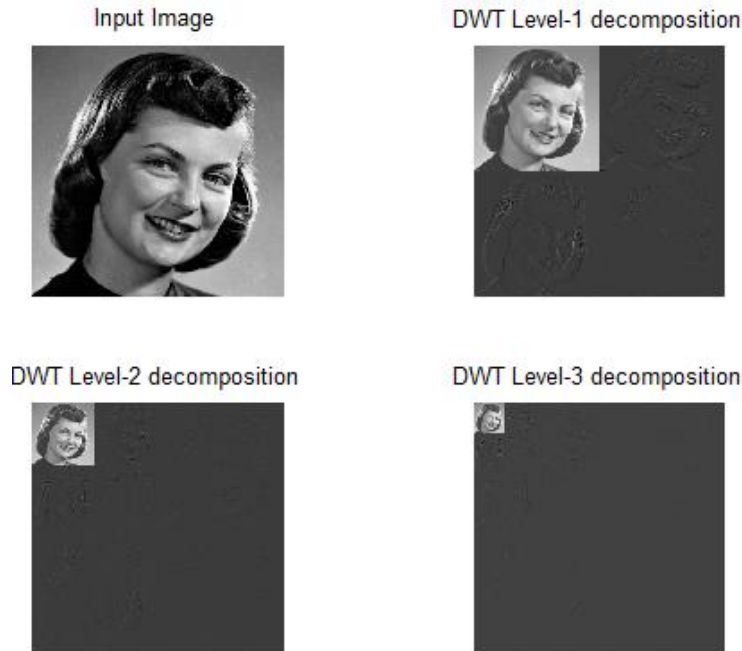 Input Image
DWT Level-1 decomposition
DWT Level-2 decomposition
DWT Level-3 decomposition